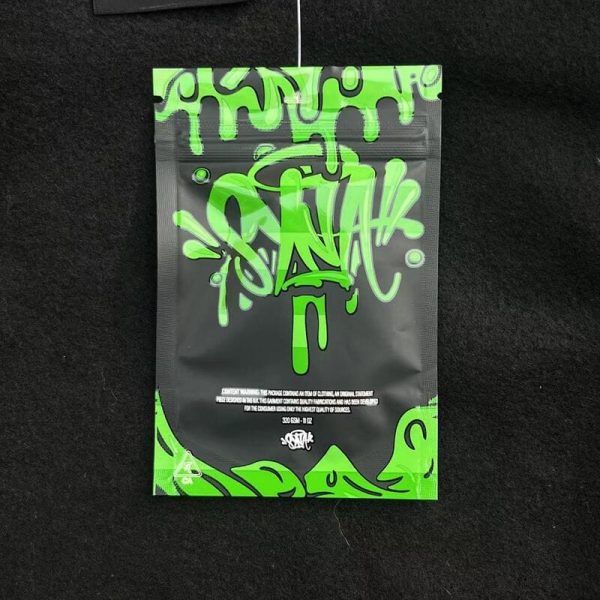 CONTENT WARNING: THIS PACKAGE CONTAINS AN ITEM OF CLOTHING, AN ORIGINAL STATEMENT
PIECE DESIGNED IN THE U.K. THIS GARMENT CONTAINS QUALITY FABRICATIONS AND HAS BEEN DEVELOPED
FOR THE CONSUMER USING ONLY THE HIGHEST QUALITY OF SOURCES.
320 GSM - 11 OZ
CA